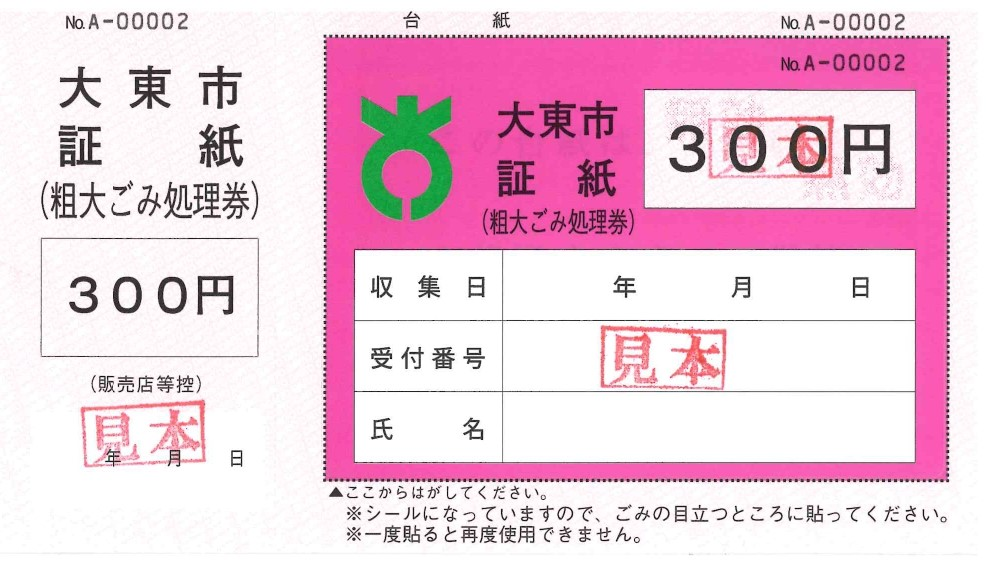 No.A-00002
大東市
証紙
(粗大ごみ処理券)
300円
(販売店等控)
見本
年 月 日
台 紙
No.A-00002
No.A-00002
大東市
証紙
(粗大ごみ処理券)
300円
見本
収集日 年 月 日
受付番号 見本
氏名
▲ここからはがしてください。
※シールになっていますので、ごみの目立つところに貼ってください。
※一度貼ると再度使用できません。